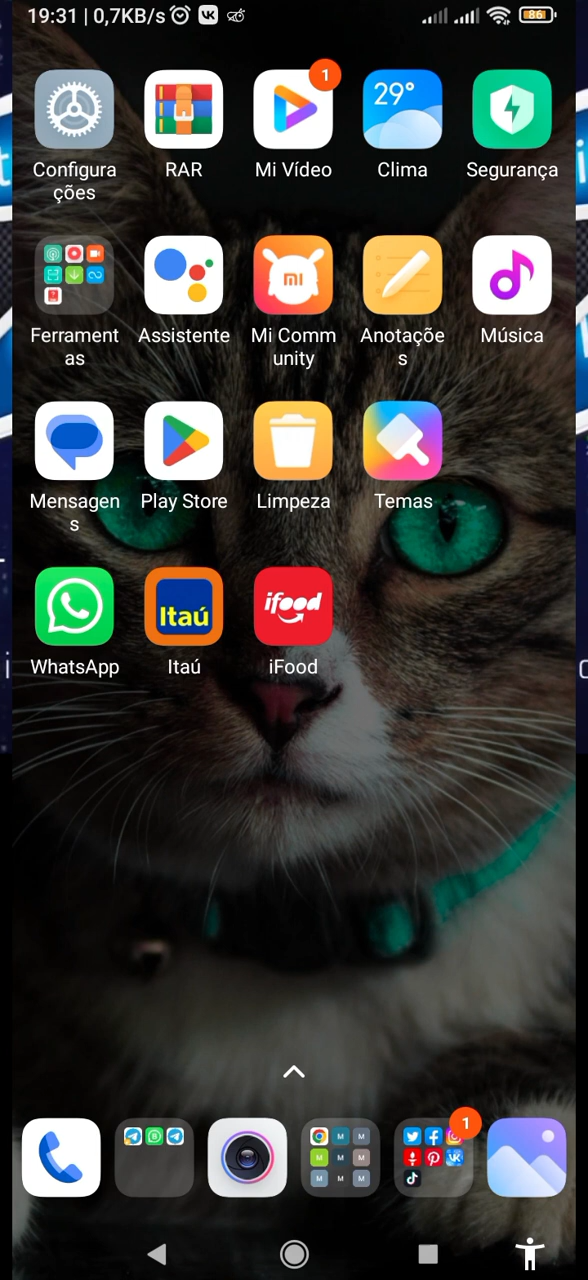 19:31 | 0,7KB/s
86
1
29°
Configura
ções
RAR
Mi Vídeo
Clima
Segurança
mi
Ferrament
as
Assistente
Mi Comm
unity
Anotaçõe
s
Música
Mensagen
s
Play Store
Limpeza
Temas
Itaú
ifood
WhatsApp
Itaú
iFood
1